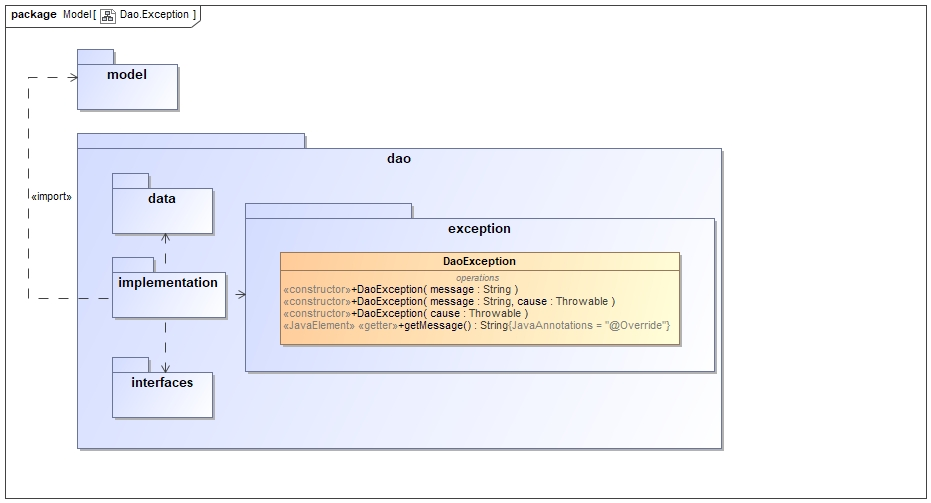 package Model [ Dao.Exception ]
model
dao
«import»
data
exception
DaoException
operations
implementation
«constructor»+DaoException( message : String )
«constructor»+DaoException( message : String, cause : Throwable )
«constructor»+DaoException( cause : Throwable )
«JavaElement» «getter»+getMessage() : String{JavaAnnotations = "@Override"}
interfaces